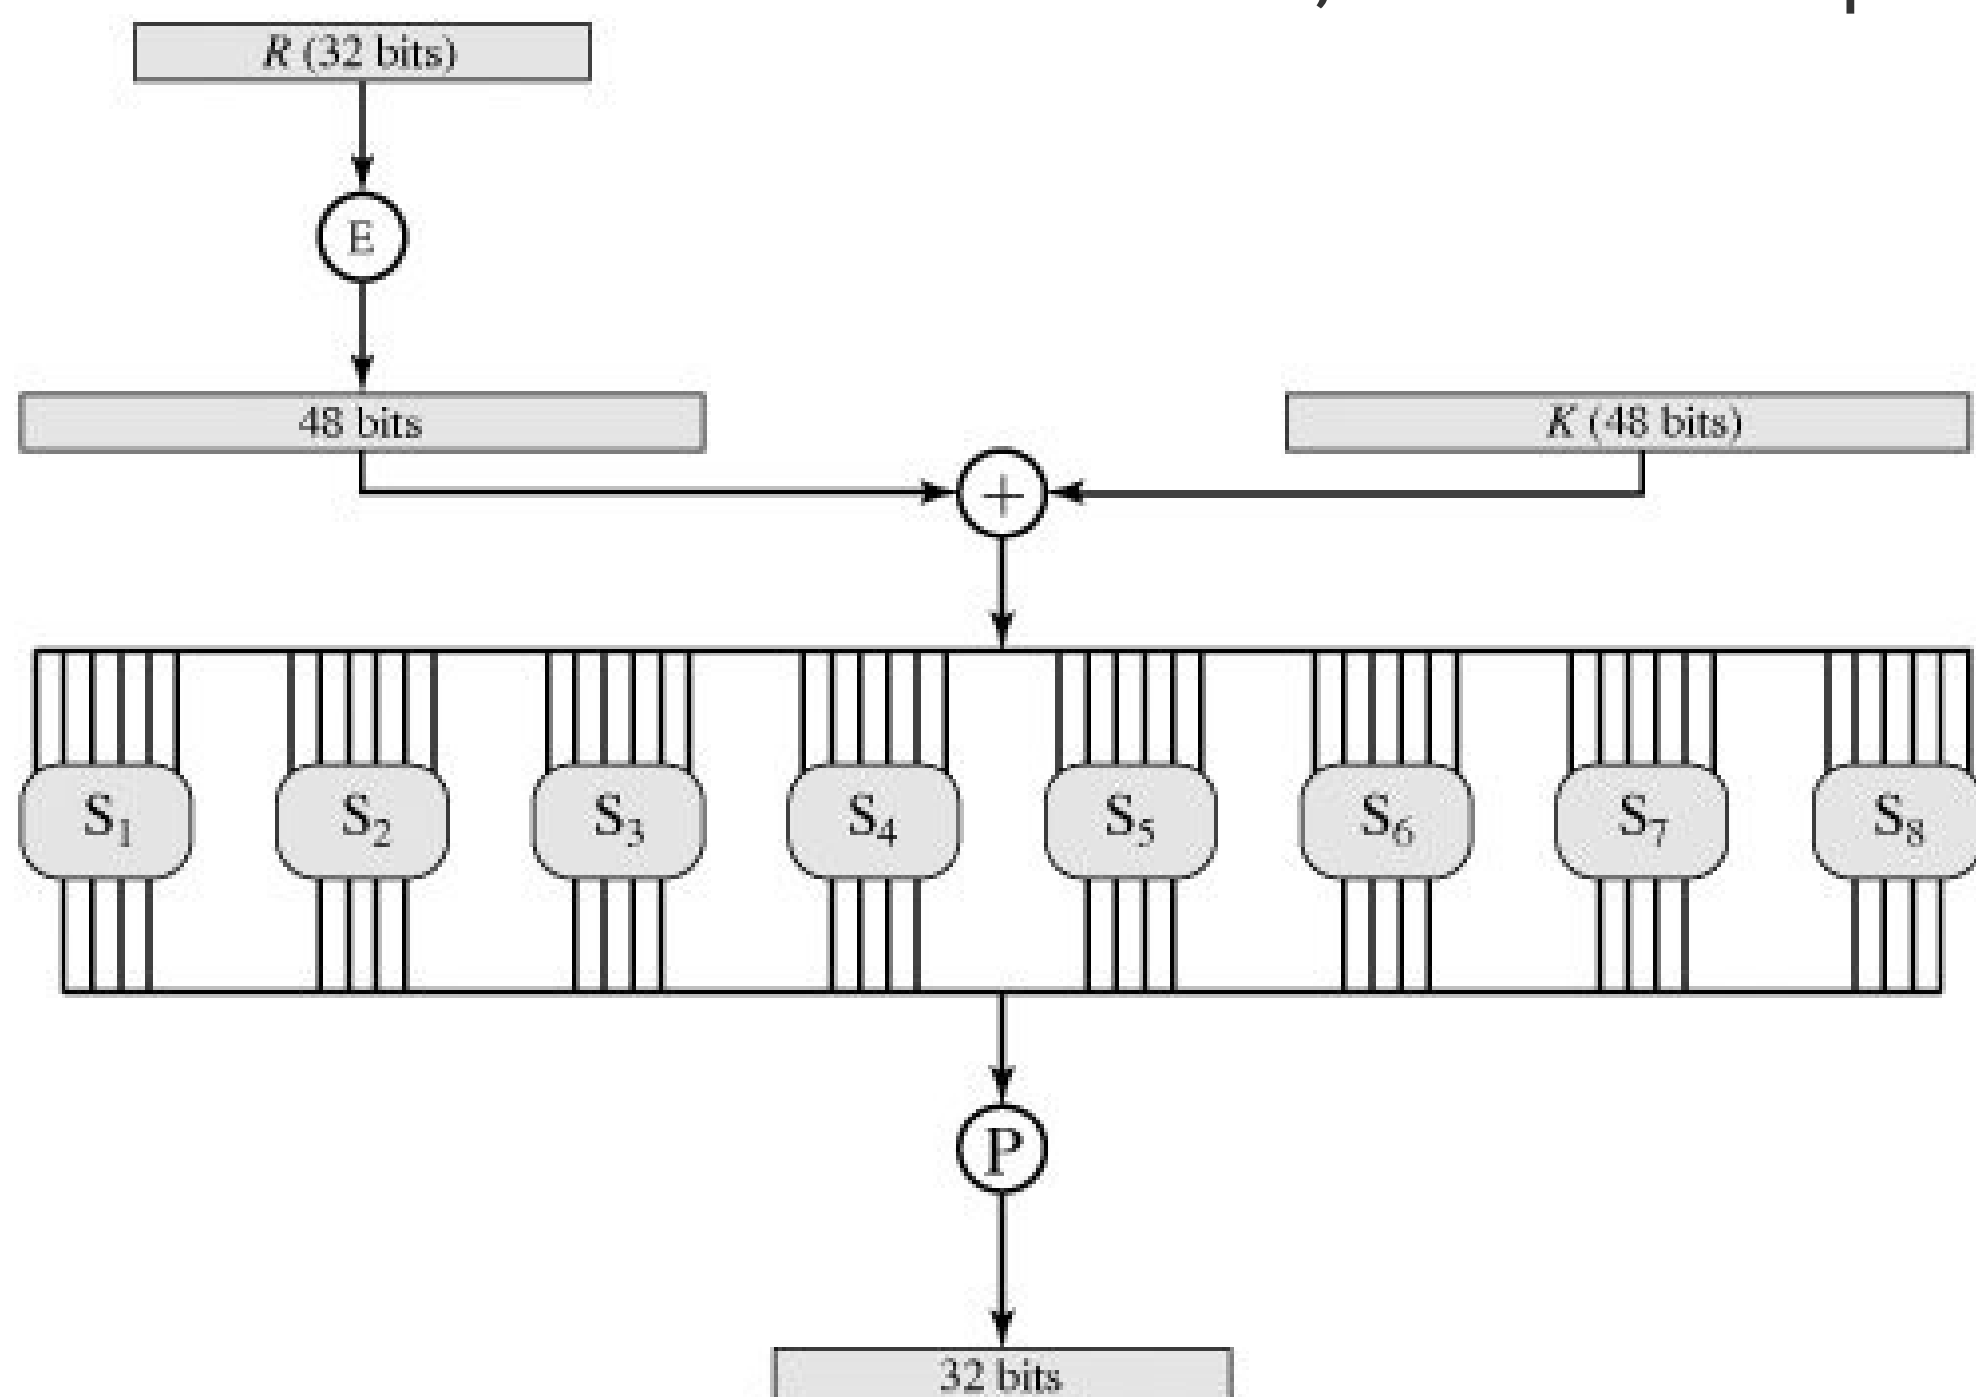 R (32 bits)
E
48 bits
K (48 bits)
+
S₁ S₂ S₃ S₄ S₅ S₆ S₇ S₈
P
32 bits